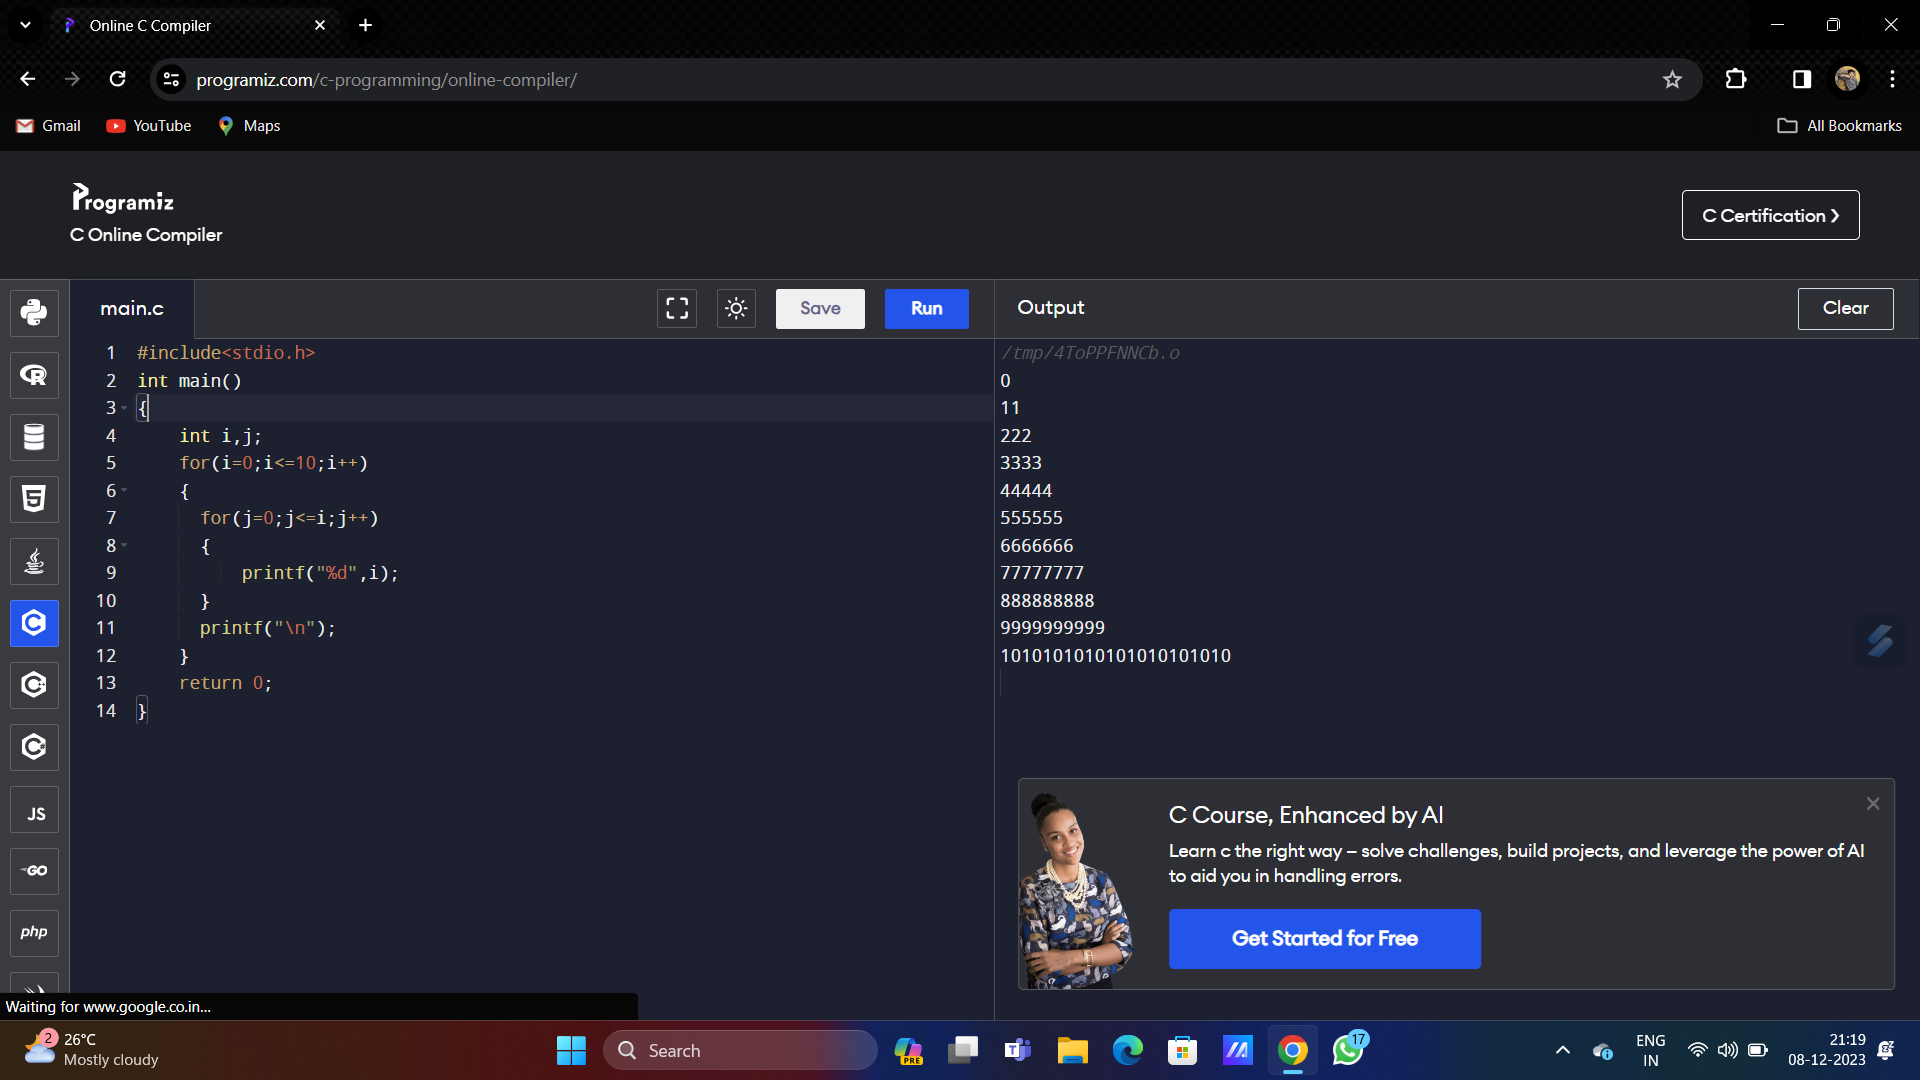 Online C Compiler
programiz.com/c-programming/online-compiler/
Gmail
YouTube
Maps
All Bookmarks
Programiz
C Online Compiler
C Certification ❯
main.c
Save
Run
Output
Clear
1 #include<stdio.h>
2 int main()
3 {
4 int i,j;
5 for(i=0;i<=10;i++)
6 {
7 for(j=0;j<=i;j++)
8 {
9 printf("%d",i);
10 }
11 printf("\n");
12 }
13 return 0;
14 }
/tmp/4ToPPFNNCb.o
0
11
222
3333
44444
555555
6666666
77777777
888888888
9999999999
1010101010101010101010
JS
GO
php
C Course, Enhanced by AI
Learn c the right way – solve challenges, build projects, and leverage the power of AI
to aid you in handling errors.
Get Started for Free
Waiting for www.google.co.in...
2
26°C
Mostly cloudy
Search
PRE
17
ENG
IN
21:19
08-12-2023